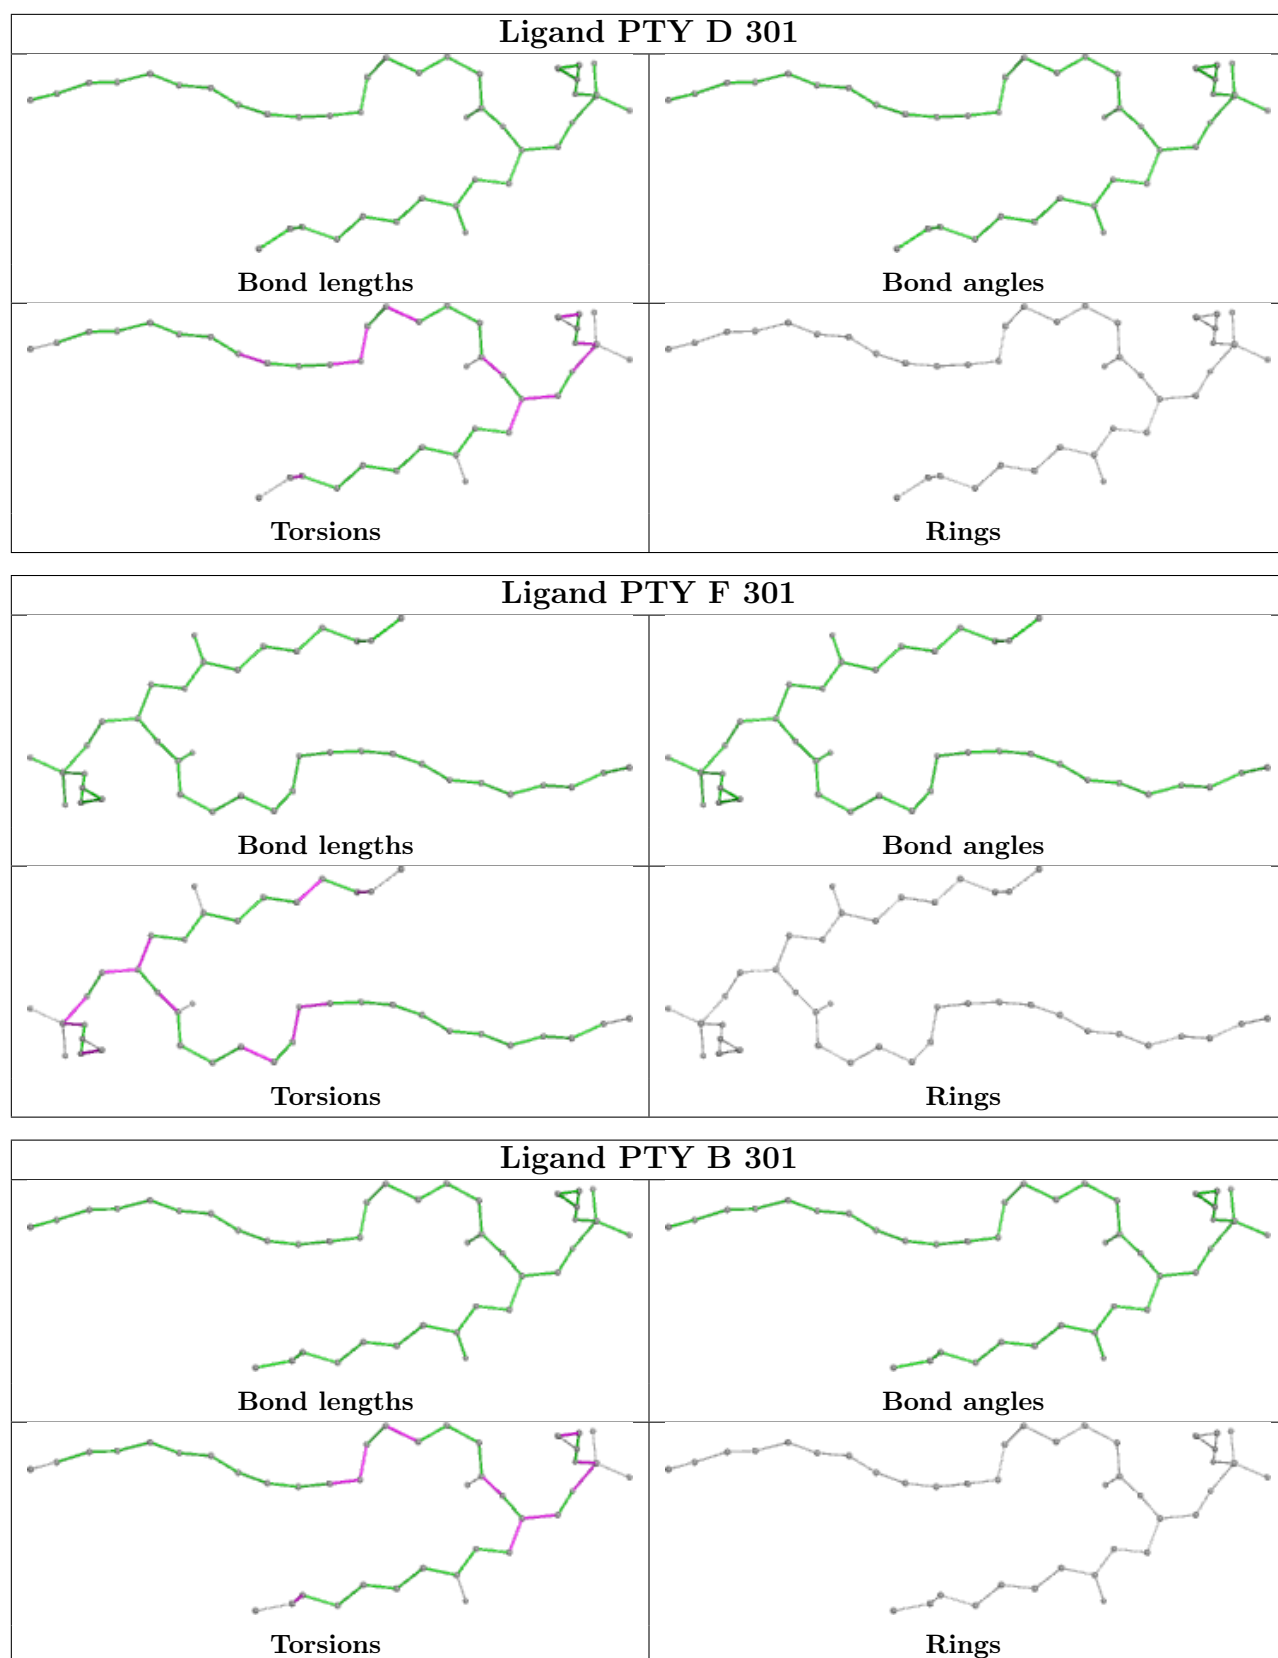 Ligand PTY D 301
Bond lengths
Bond angles
Torsions
Rings
Ligand PTY F 301
Bond lengths
Bond angles
Torsions
Rings
Ligand PTY B 301
Bond lengths
Bond angles
Torsions
Rings